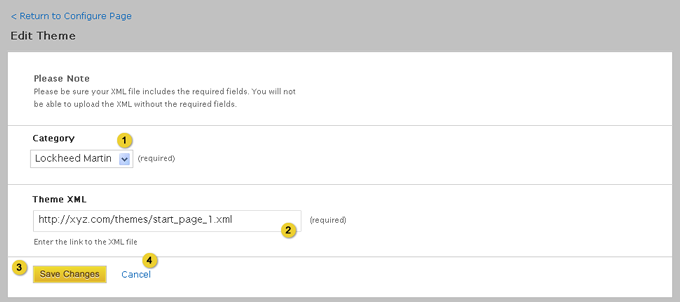 < Return to Configure Page
Edit Theme
Please Note
Please be sure your XML file includes the required fields. You will not
be able to upload the XML without the required fields.
Category
1
Lockheed Martin (required)
Theme XML
http://xyz.com/themes/start_page_1.xml (required)
2
Enter the link to the XML file
3 Save Changes Cancel 4